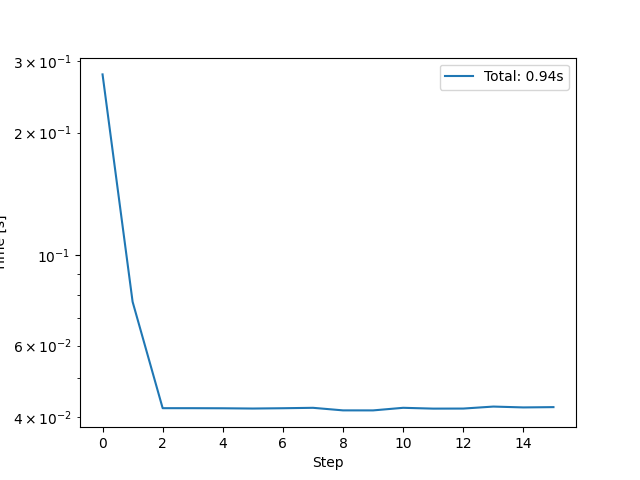 3 × 10⁻¹
Total: 0.94s
2 × 10⁻¹
10⁻¹
[s]
6 × 10⁻²
4 × 10⁻²
0 2 4 6 8 10 12 14
Step